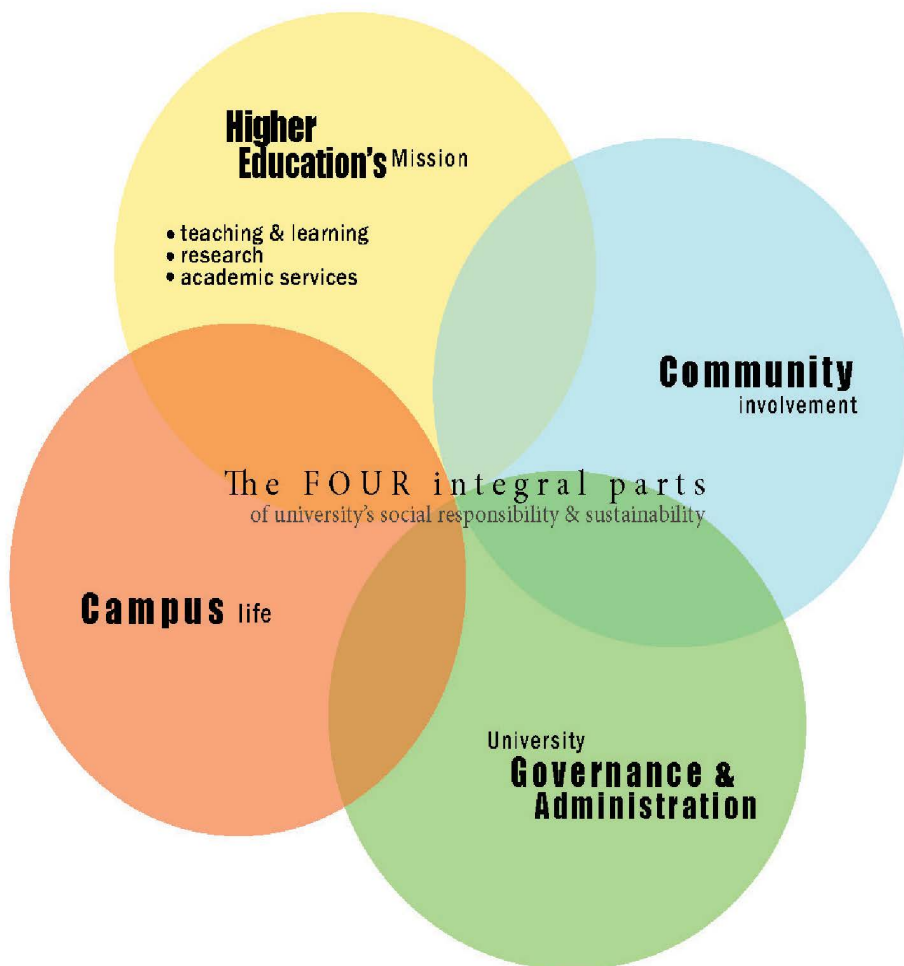 Higher
Education's Mission
• teaching & learning
• research
• academic services
Community
involvement
The FOUR integral parts
of university's social responsibility & sustainability
Campus life
University
Governance &
Administration